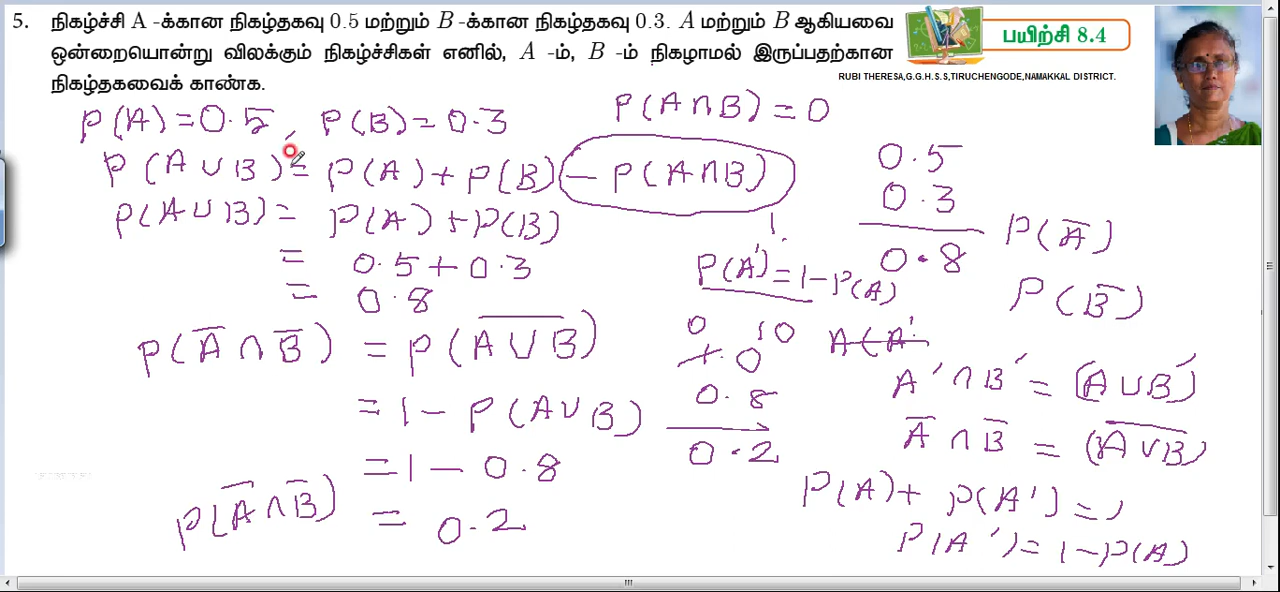 5. நிகழ்ச்சி A -க்கான நிகழ்தகவு 0.5 மற்றும் B -க்கான நிகழ்தகவு 0.3. A மற்றும் B ஆகியவை
ஒன்றையொன்று விலக்கும் நிகழ்ச்சிகள் எனில், A -ம், B -ம் நிகழாமல் இருப்பதற்கான
நிகழ்தகவைக் காண்க.
பயிற்சி 8.4
RUBI THERESA,G.G.H.S.S,TIRUCHENGODE,NAMAKKAL DISTRICT.
P(A)=0.5, P(B)=0.3
P(A∩B)=0
P(A∪B)= P(A)+P(B)-P(A∩B)
P(A∪B)= P(A)+P(B)
= 0.5+0.3
= 0.8
P(A̅∩B̅) = P(A̅∪̅B̅)
= 1-P(A∪B)
= 1-0.8
P(A̅∩B̅) = 0.2
0.5
0.3
0.8
P(A̅)
P(B̅)
P(A')=1-P(A)
0 10
1.0
0.8
0.2
A(A'
A'∩B'=(A∪B)'
A̅∩B̅=(A̅∪̅B̅)
P(A)+P(A')=1
P(A')=1-P(A)